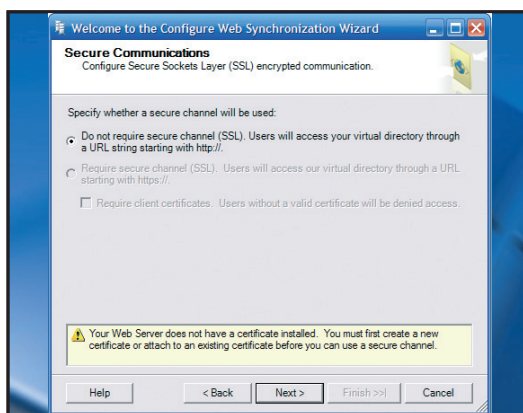 Welcome to the Configure Web Synchronization Wizard
Secure Communications
Configure Secure Sockets Layer (SSL) encrypted communication.
Specify whether a secure channel will be used:
Do not require secure channel (SSL). Users will access your virtual directory through
a URL string starting with http://.
Require secure channel (SSL). Users will access our virtual directory through a URL
starting with https://.
Require client certificates. Users without a valid certificate will be denied access.
Your Web Server does not have a certificate installed. You must first create a new
certificate or attach to an existing certificate before you can use a secure channel.
Help
< Back
Next >
Finish >>|
Cancel